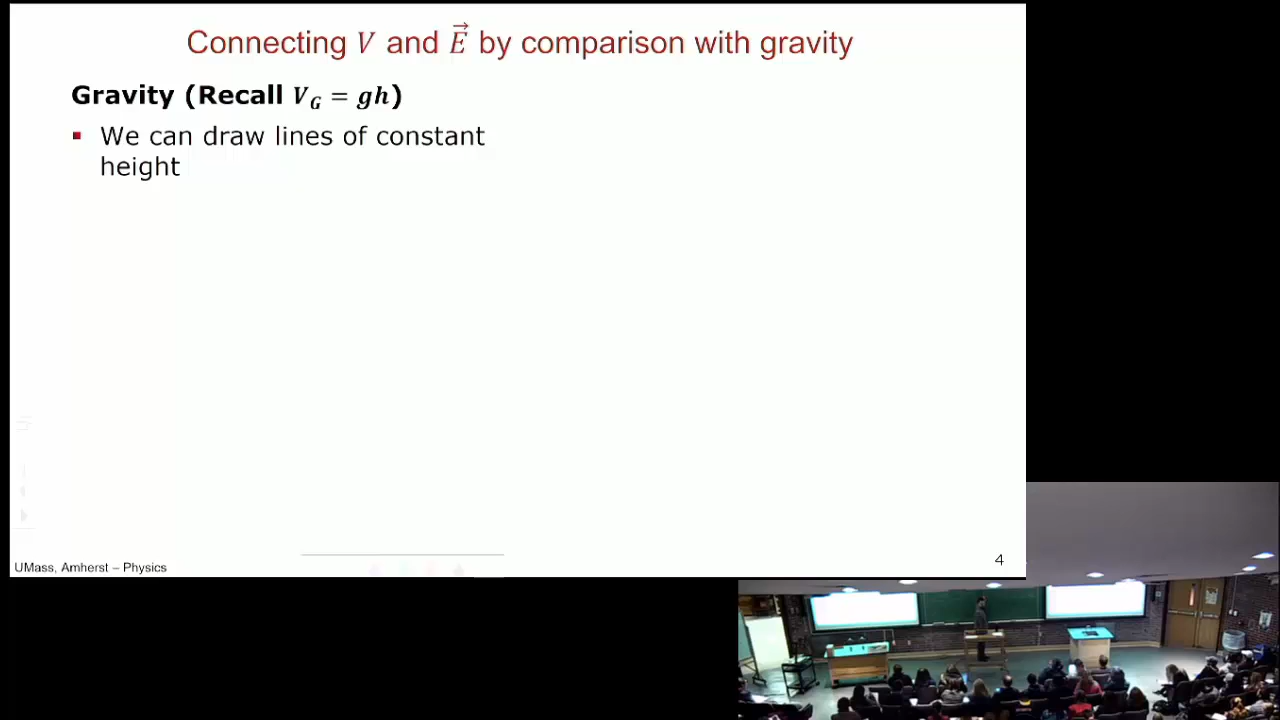 Connecting V and E⃗ by comparison with gravity
Gravity (Recall V_G = gh)
▪ We can draw lines of constant
height
UMass, Amherst – Physics
4